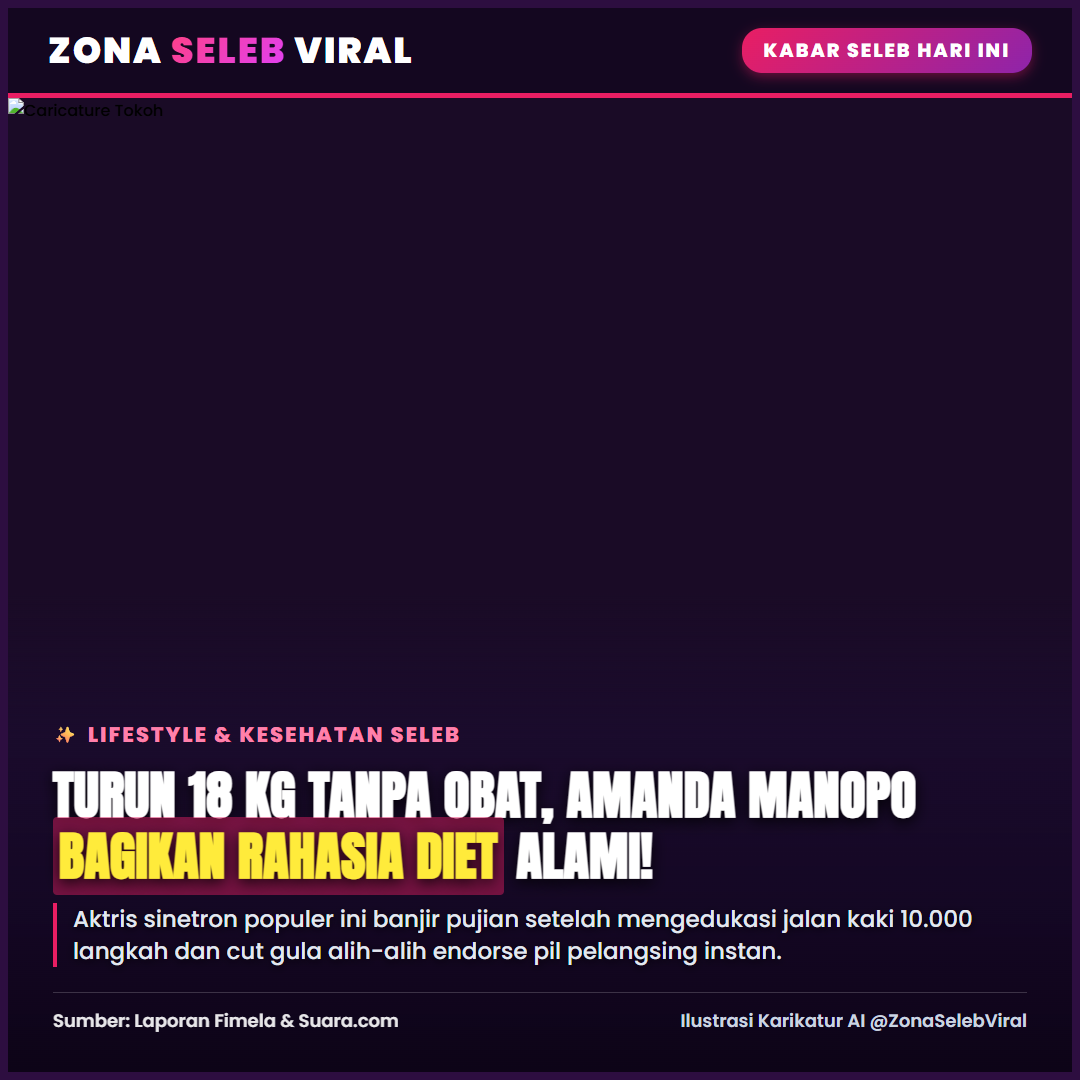 ZONA SELEB VIRAL
KABAR SELEB HARI INI
Caricature Tokoh
✨ LIFESTYLE & KESEHATAN SELEB
TURUN 18 KG TANPA OBAT, AMANDA MANOPO
BAGIKAN RAHASIA DIET ALAMI!
Aktris sinetron populer ini banjir pujian setelah mengedukasi jalan kaki 10.000
langkah dan cut gula alih-alih endorse pil pelangsing instan.
Sumber: Laporan Fimela & Suara.com
Ilustrasi Karikatur AI @ZonaSelebViral